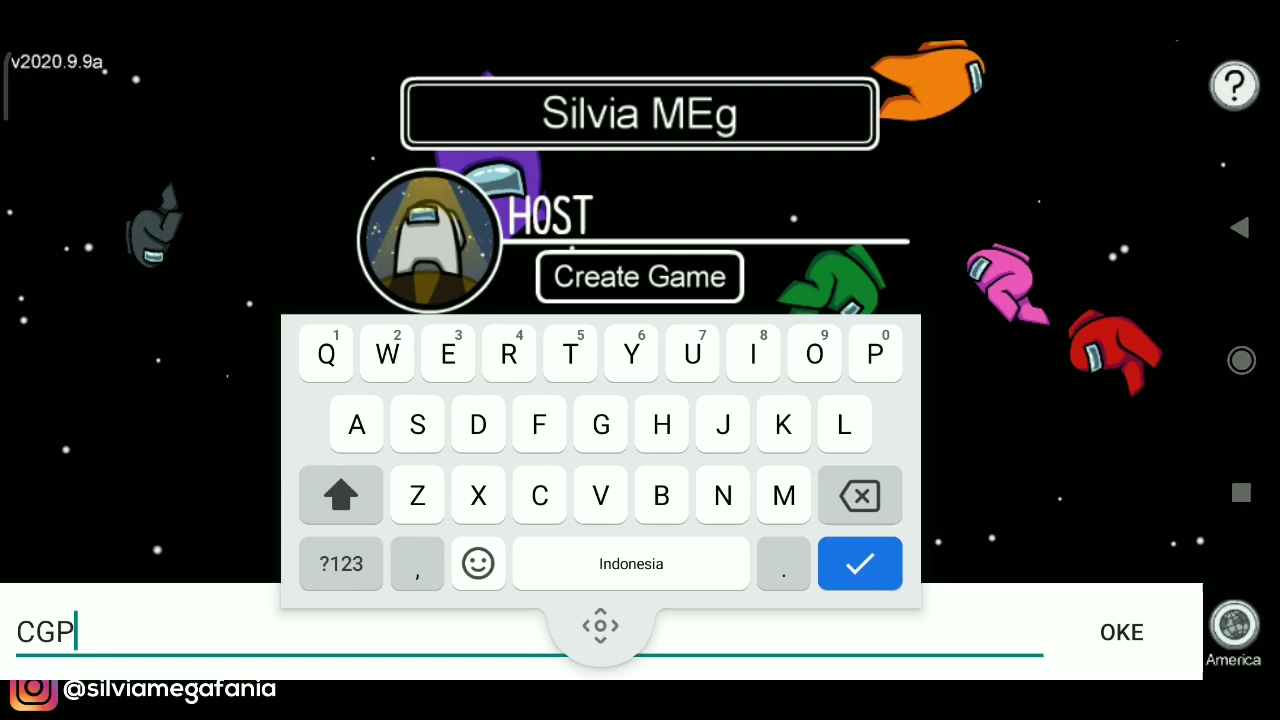 v2020.9.9a
?
Silvia MEg
HOST
Create Game
1 2 3 4 5 6 7 8 9 0
Q W E R T Y U I O P
A S D F G H J K L
Z X C V B N M
?123 , Indonesia .
CGP
OKE
America
@silviamegafania